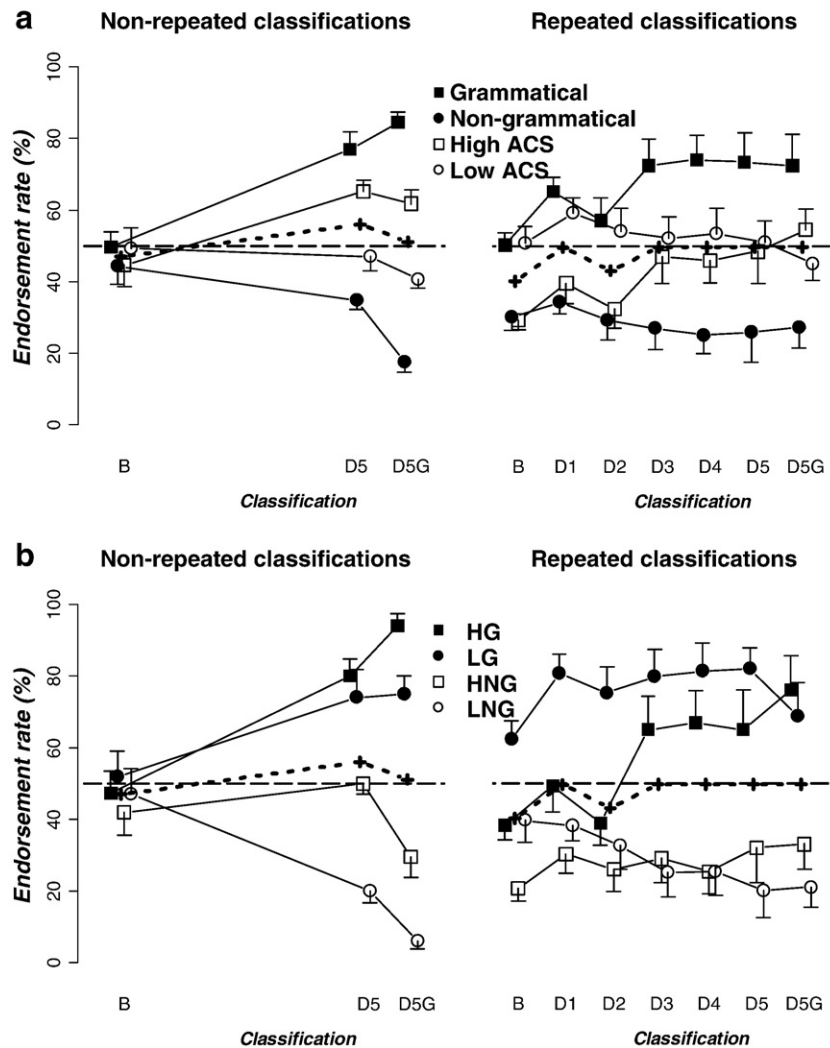 a
Non-repeated classifications
Repeated classifications
Endorsement rate (%)
100
80
60
40
20
0
Grammatical
Non-grammatical
High ACS
Low ACS
B D5 D5G
Classification
B D1 D2 D3 D4 D5 D5G
Classification
b
Non-repeated classifications
Repeated classifications
Endorsement rate (%)
100
80
60
40
20
0
HG
LG
HNG
LNG
B D5 D5G
Classification
B D1 D2 D3 D4 D5 D5G
Classification